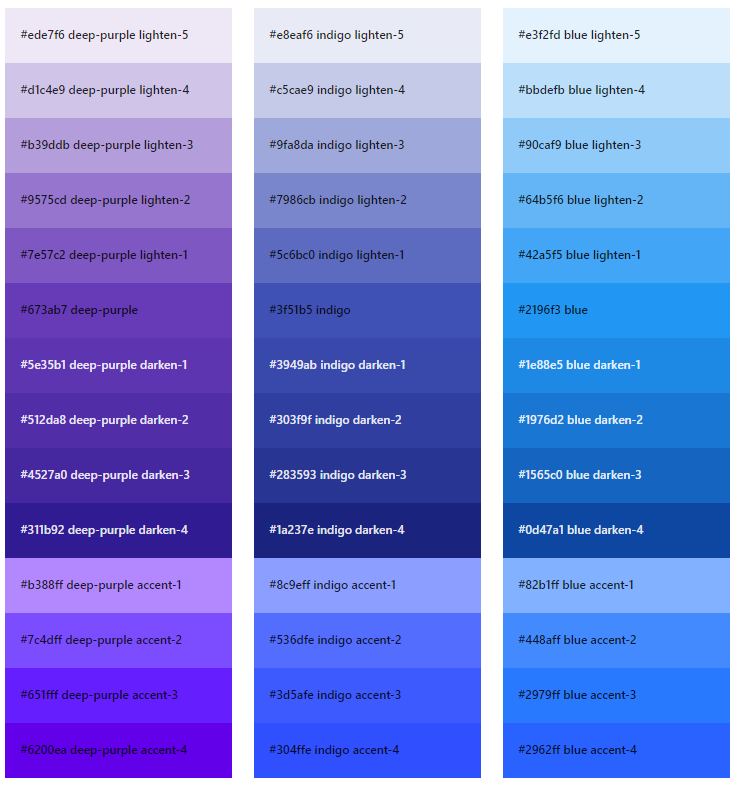 #ede7f6 deep-purple lighten-5
#d1c4e9 deep-purple lighten-4
#b39ddb deep-purple lighten-3
#9575cd deep-purple lighten-2
#7e57c2 deep-purple lighten-1
#673ab7 deep-purple
#5e35b1 deep-purple darken-1
#512da8 deep-purple darken-2
#4527a0 deep-purple darken-3
#311b92 deep-purple darken-4
#b388ff deep-purple accent-1
#7c4dff deep-purple accent-2
#651fff deep-purple accent-3
#6200ea deep-purple accent-4
#e8eaf6 indigo lighten-5
#c5cae9 indigo lighten-4
#9fa8da indigo lighten-3
#7986cb indigo lighten-2
#5c6bc0 indigo lighten-1
#3f51b5 indigo
#3949ab indigo darken-1
#303f9f indigo darken-2
#283593 indigo darken-3
#1a237e indigo darken-4
#8c9eff indigo accent-1
#536dfe indigo accent-2
#3d5afe indigo accent-3
#304ffe indigo accent-4
#e3f2fd blue lighten-5
#bbdefb blue lighten-4
#90caf9 blue lighten-3
#64b5f6 blue lighten-2
#42a5f5 blue lighten-1
#2196f3 blue
#1e88e5 blue darken-1
#1976d2 blue darken-2
#1565c0 blue darken-3
#0d47a1 blue darken-4
#82b1ff blue accent-1
#448aff blue accent-2
#2979ff blue accent-3
#2962ff blue accent-4